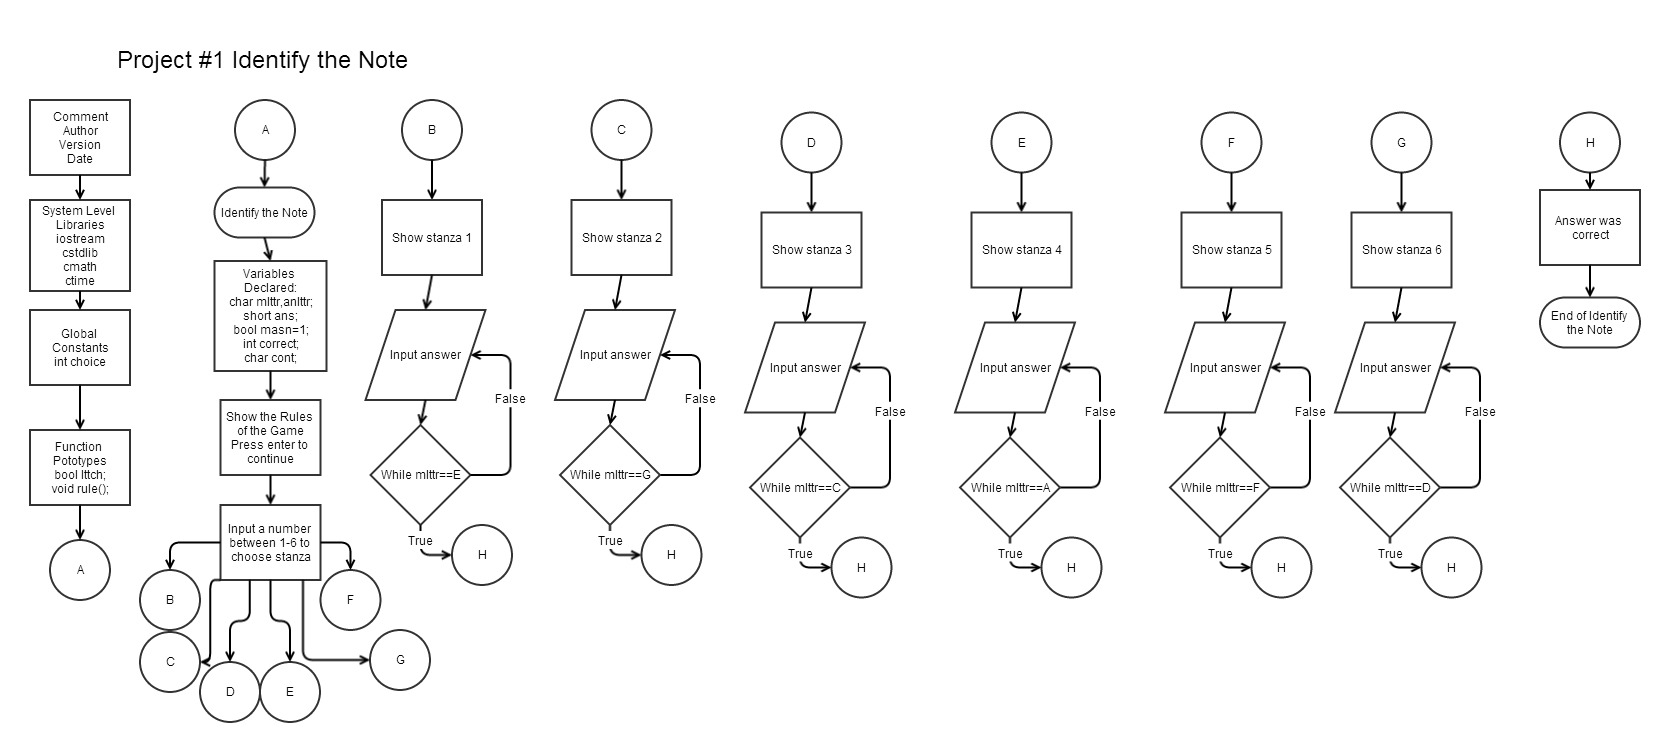 Project #1 Identify the Note
Comment
Author
Version
Date
System Level
Libraries
iostream
cstdlib
cmath
ctime
Global
Constants
int choice
Function
Pototypes
bool lttch;
void rule();
A
A
Identify the Note
Variables
Declared:
char mlttr,anlttr;
short ans;
bool masn=1;
int correct;
char cont;
Show the Rules
of the Game
Press enter to
continue
Input a number
between 1-6 to
choose stanza
B
C
D
E
F
G
B
Show stanza 1
Input answer
False
While mlttr==E
True
H
C
Show stanza 2
Input answer
False
While mlttr==G
True
H
D
Show stanza 3
Input answer
False
While mlttr==C
True
H
E
Show stanza 4
Input answer
False
While mlttr==A
True
H
F
Show stanza 5
Input answer
False
While mlttr==F
True
H
G
Show stanza 6
Input answer
False
While mlttr==D
True
H
H
Answer was
correct
End of Identify
the Note